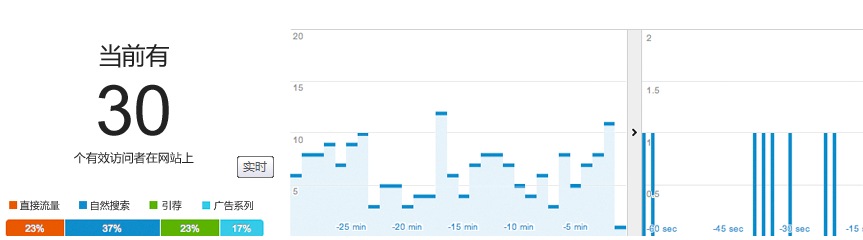 当前有
30
个有效访问者在网站上
实时
直接流量 自然搜索 引荐 广告系列
23% 37% 23% 17%
20
15
10
5
-25 min -20 min -15 min -10 min -5 min
2
1.5
1
0.5
-60 sec -45 sec -30 sec -15